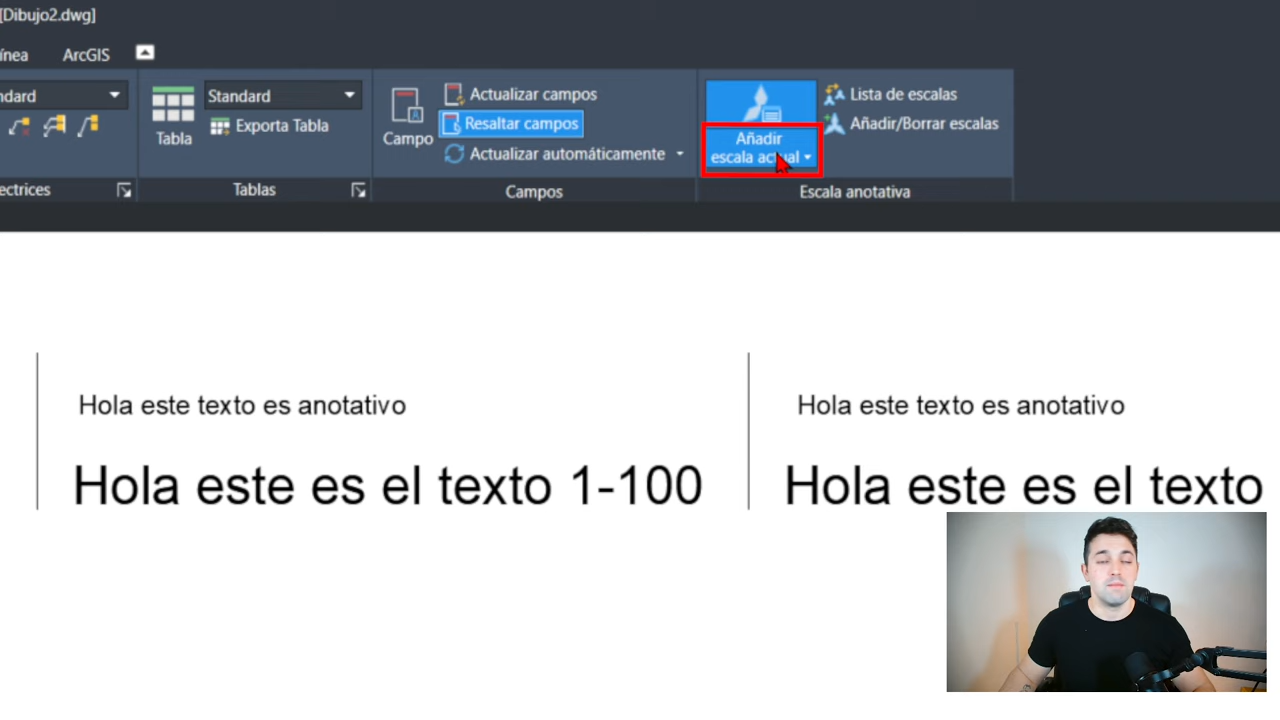 [Dibujo2.dwg]
ínea ArcGIS
ndard
Tabla
Standard
Exporta Tabla
Campo
Actualizar campos
Resaltar campos
Actualizar automáticamente
Añadir
escala actual
Lista de escalas
Añadir/Borrar escalas
ectrices Tablas Campos Escala anotativa
Hola este texto es anotativo Hola este texto es anotativo
Hola este es el texto 1-100 Hola este es el texto